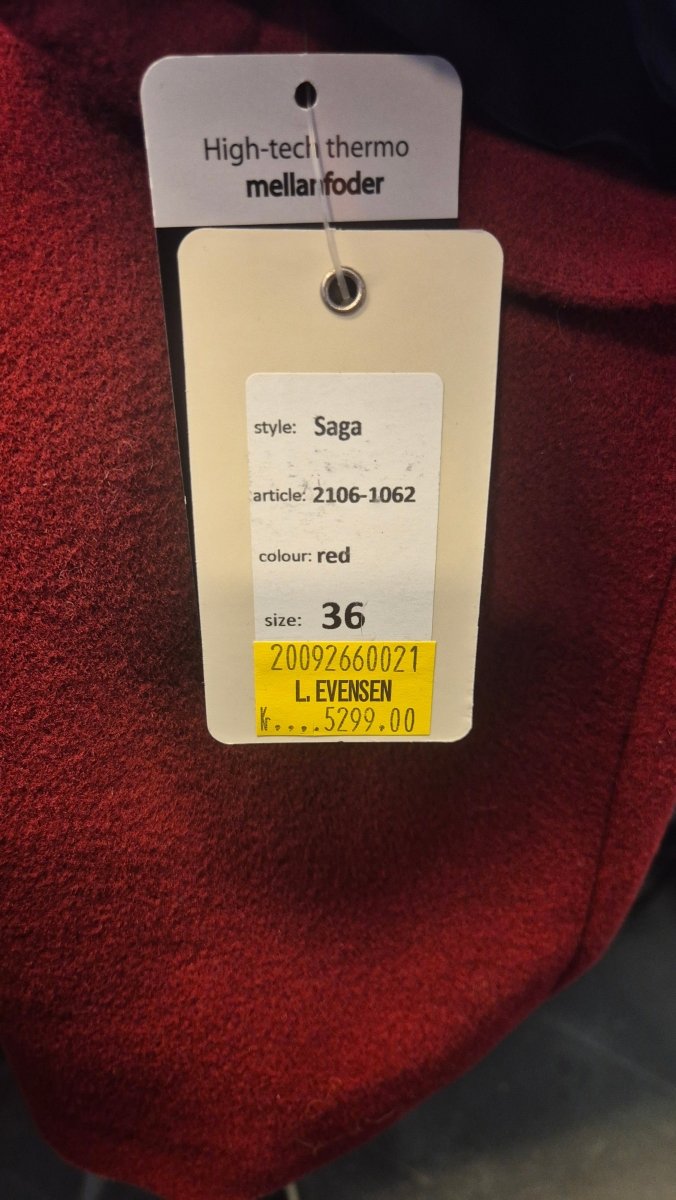 High-tech thermo
mellanfoder
style: Saga
article: 2106-1062
colour: red
size: 36
20092660021
L. EVENSEN
Kr....5299.00